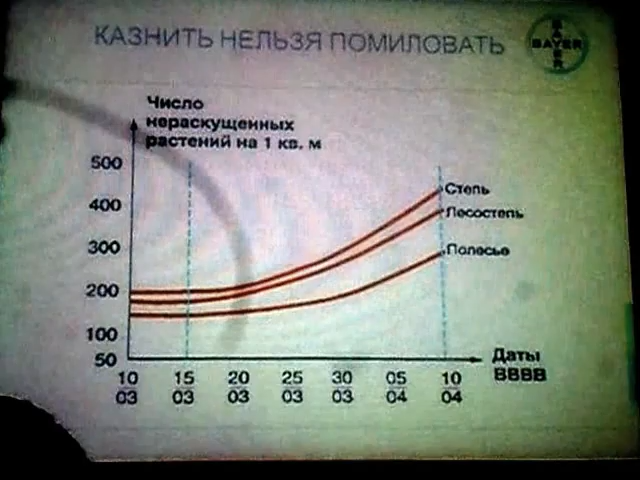 КАЗНИТЬ НЕЛЬЗЯ ПОМИЛОВАТЬ
BAYER
BAYER
Число
нераскущенных
растений на 1 кв. м
500
400
300
200
100
50
Степь
Лесостепь
Полесье
Даты
ВВВВ
10 15 20 25 30 05 10
03 03 03 03 03 04 04